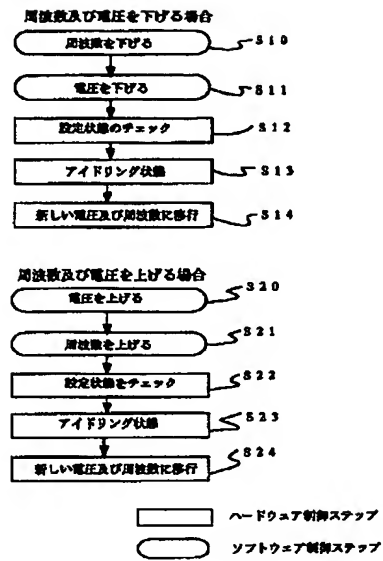 周波数及び電圧を下げる場合
周波数を下げる
S10
電圧を下げる
S11
設定状態のチェック
S12
アイドリング状態
S13
新しい電圧及び周波数に移行
S14
周波数及び電圧を上げる場合
電圧を上げる
S20
周波数を上げる
S21
設定状態をチェック
S22
アイドリング状態
S23
新しい電圧及び周波数に移行
S24
ハードウェア制御ステップ
ソフトウェア制御ステップ